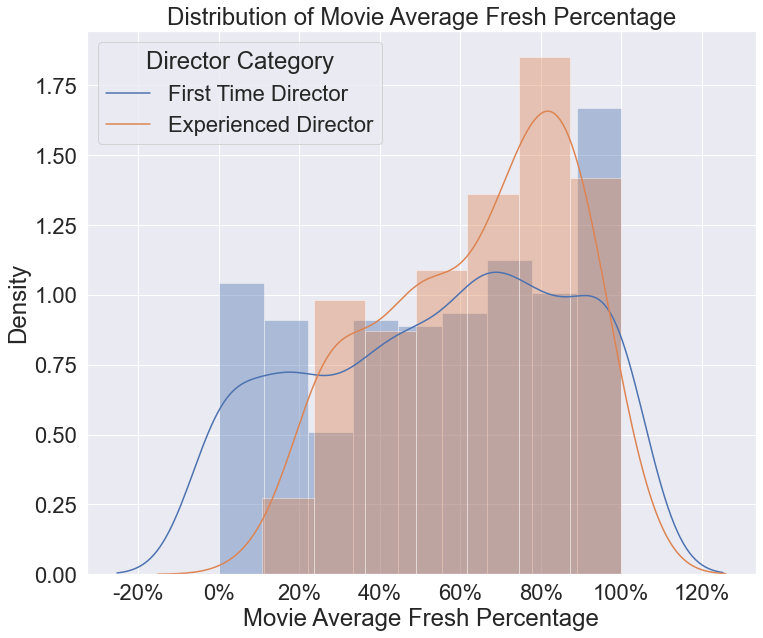 Distribution of Movie Average Fresh Percentage
Director Category
First Time Director
Experienced Director
Density
1.75
1.50
1.25
1.00
0.75
0.50
0.25
0.00
-20% 0% 20% 40% 60% 80% 100% 120%
Movie Average Fresh Percentage